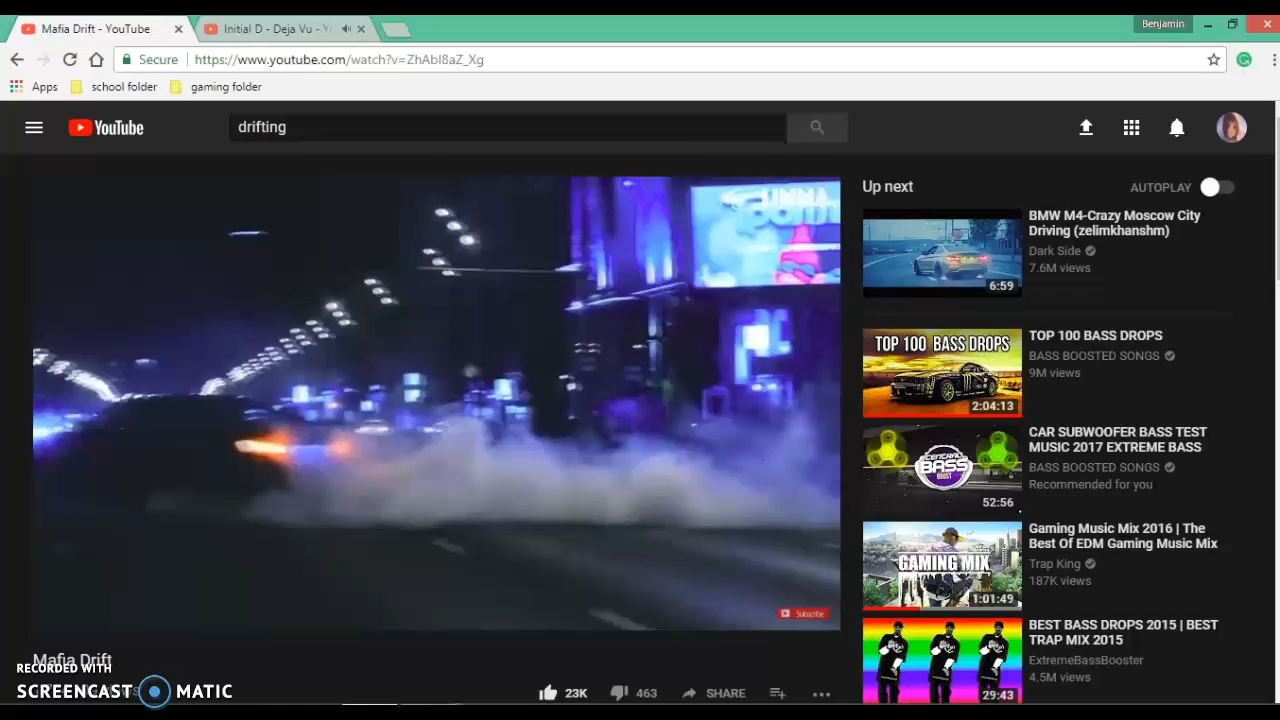 Mafia Drift - YouTube
Initial D - Deja Vu - Y
Benjamin
Secure
https://www.youtube.com/watch?v=ZhAbI8aZ_Xg
Apps
school folder
gaming folder
YouTube
drifting
Up next
AUTOPLAY
BMW M4-Crazy Moscow City
Driving (zelimkhanshm)
Dark Side
7.6M views
6:59
TOP 100 BASS DROPS
2:04:13
TOP 100 BASS DROPS
BASS BOOSTED SONGS
9M views
BASS
BOOST
52:56
CAR SUBWOOFER BASS TEST
MUSIC 2017 EXTREME BASS
BASS BOOSTED SONGS
Recommended for you
GAMING MIX
1:01:49
Gaming Music Mix 2016 | The
Best Of EDM Gaming Music Mix
Trap King
187K views
29:43
BEST BASS DROPS 2015 | BEST
TRAP MIX 2015
ExtremeBassBooster
4.5M views
Subscribe
Mafia Drift
RECORDED WITH
SCREENCAST MATIC
23K
463
SHARE